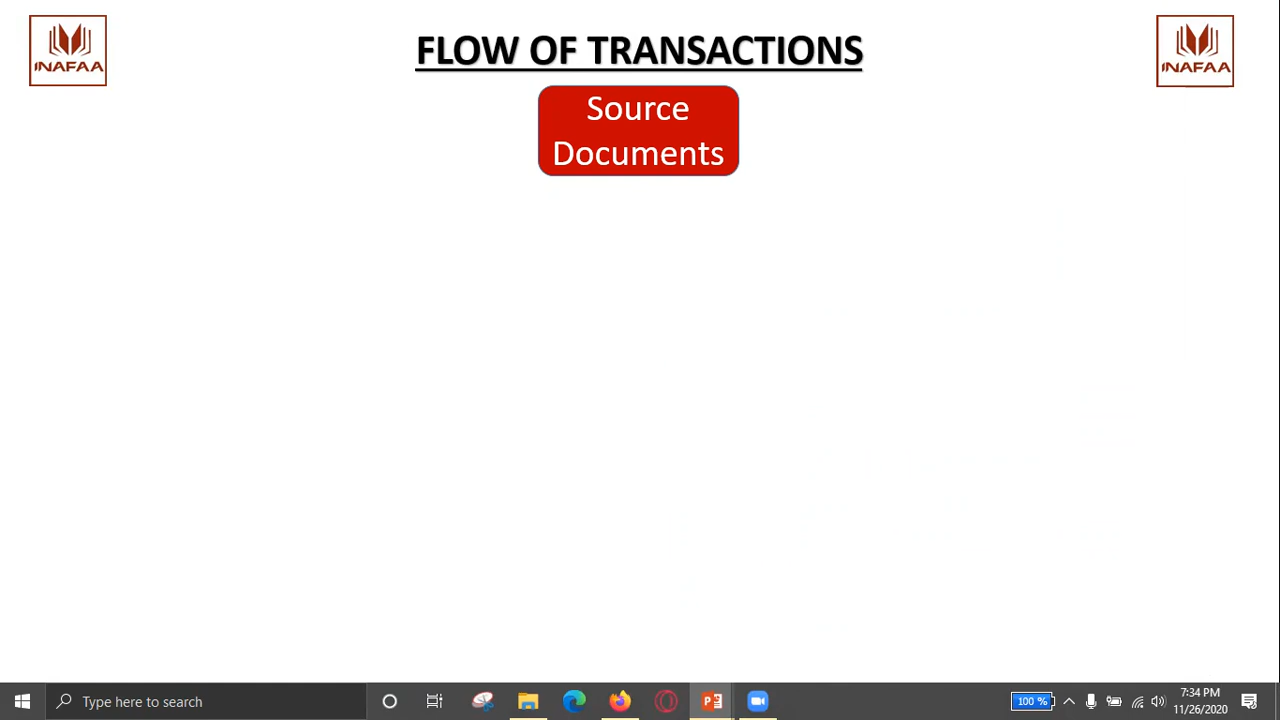 INAFAA
FLOW OF TRANSACTIONS
INAFAA
Source
Documents
Type here to search
100 %
7:34 PM
11/26/2020